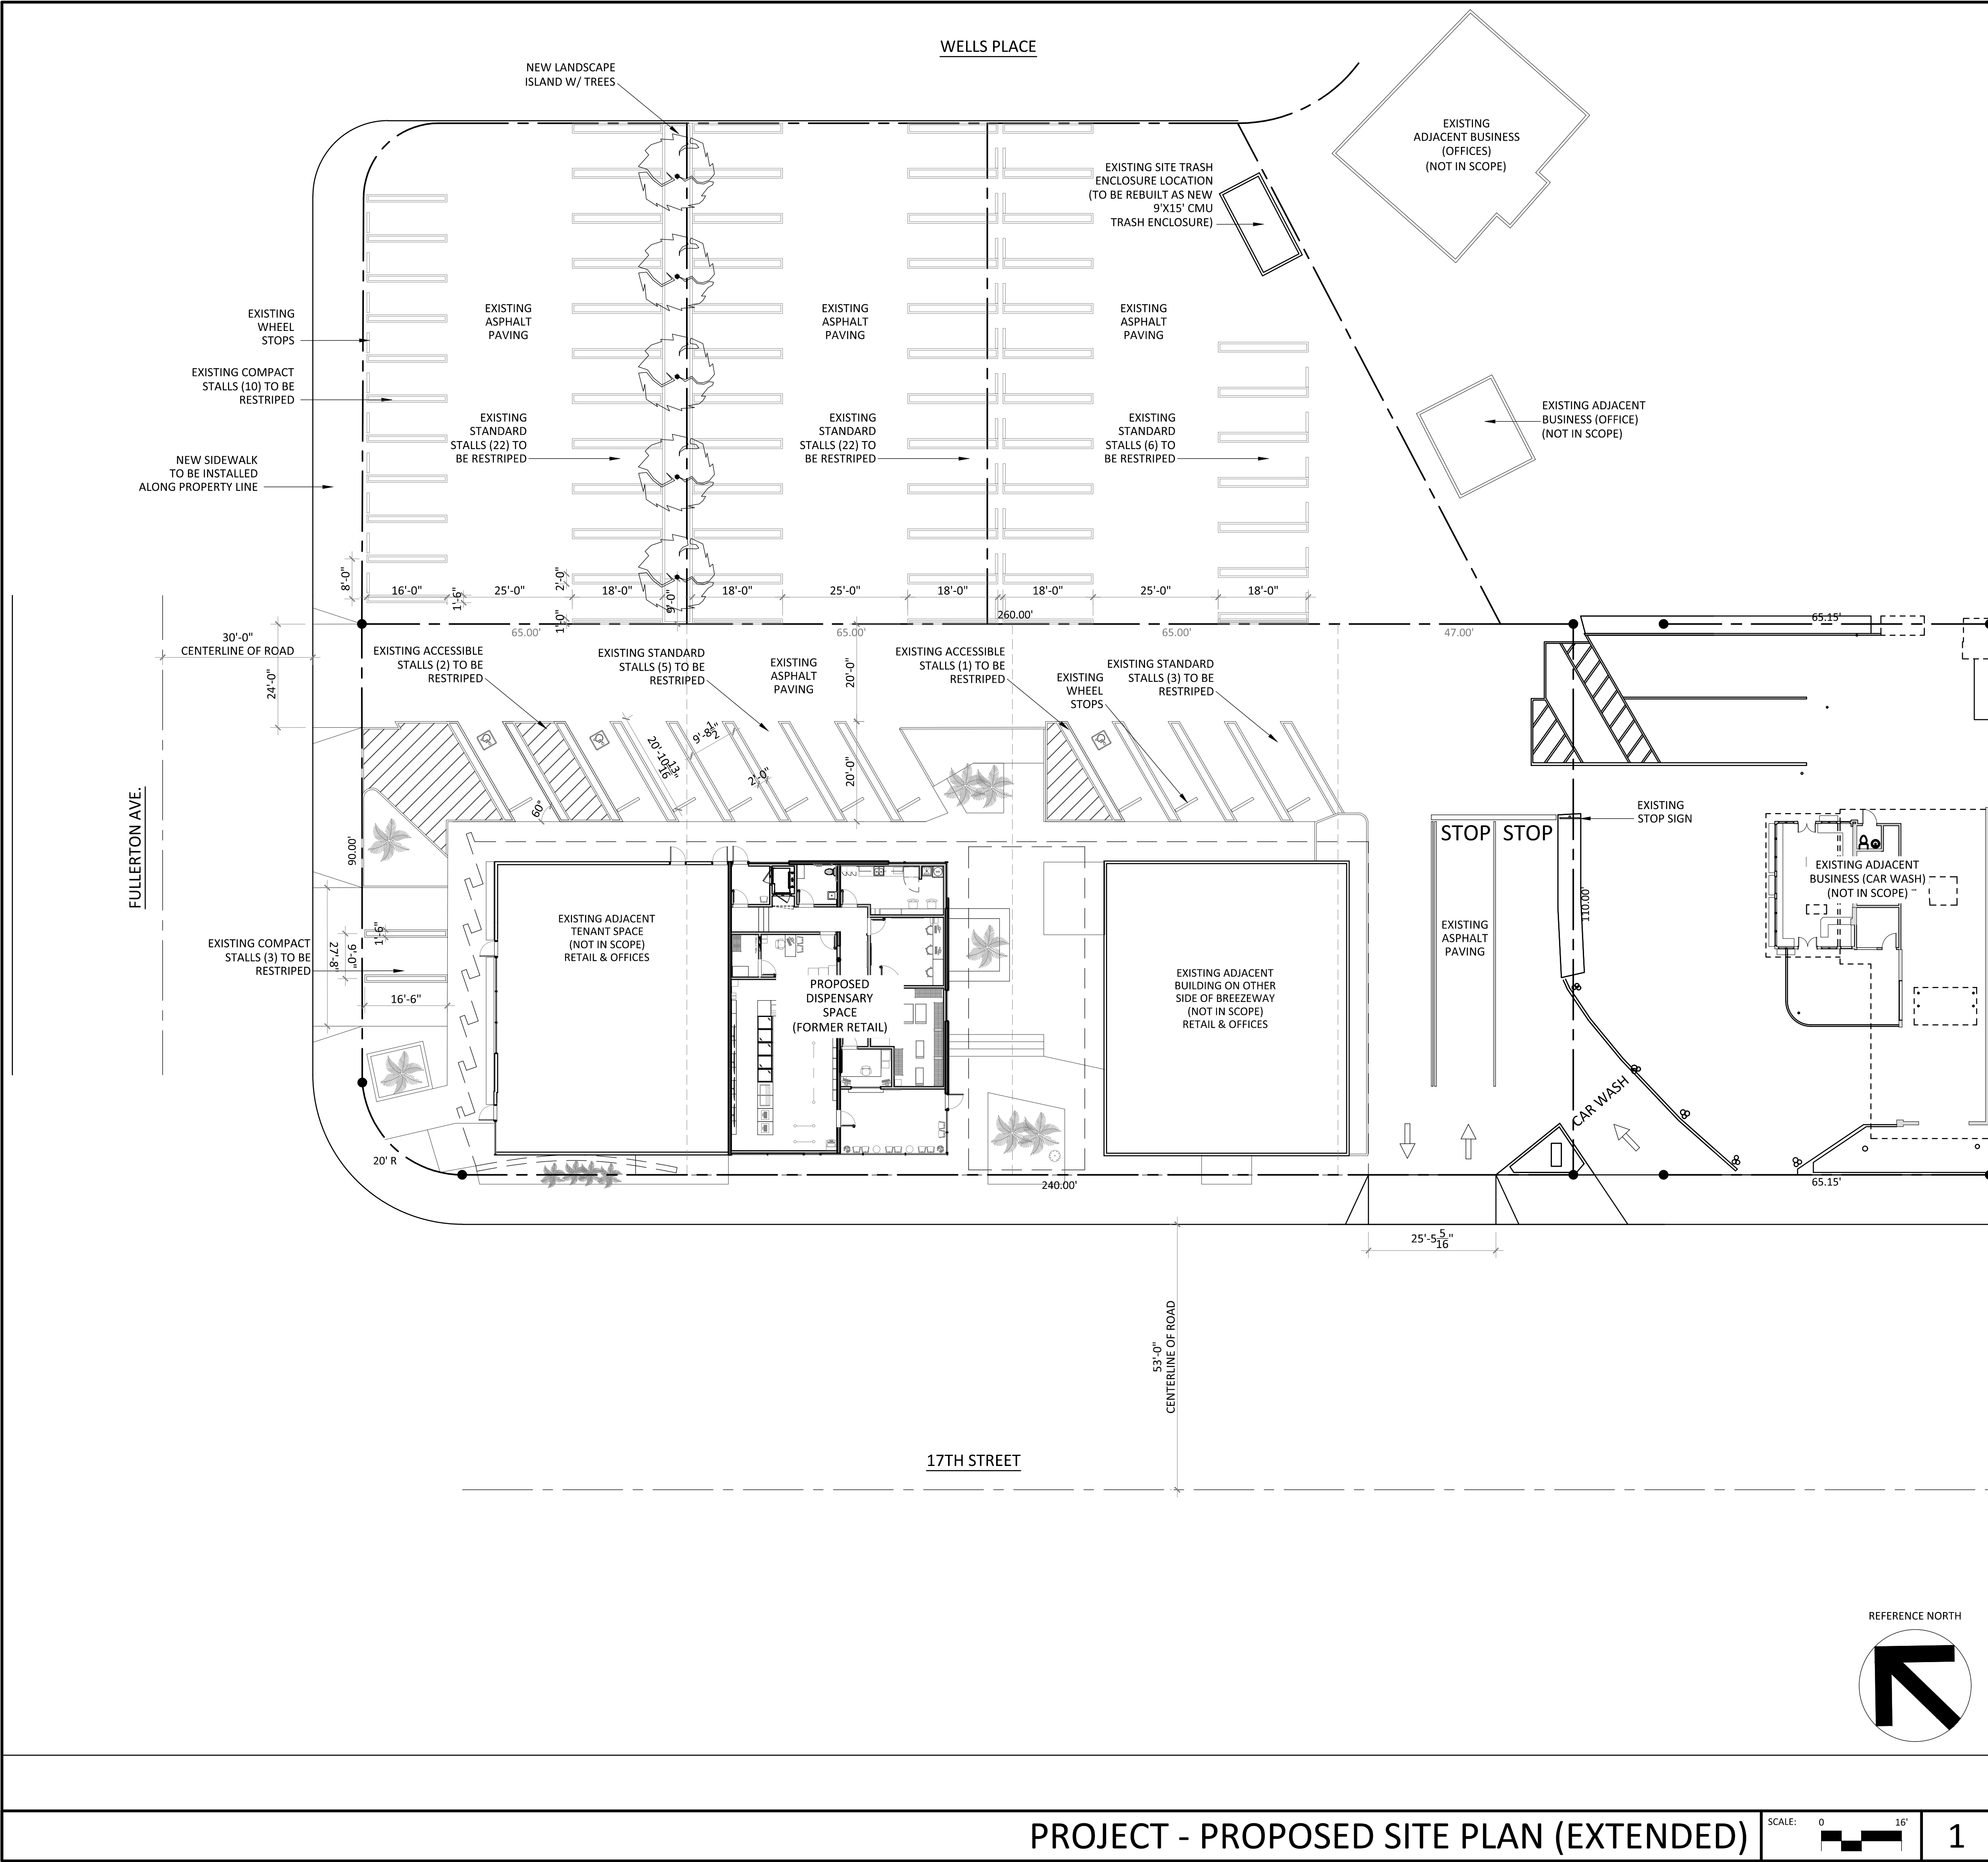 WELLS PLACE
NEW LANDSCAPE
ISLAND W/ TREES
EXISTING
ADJACENT BUSINESS
(OFFICES)
(NOT IN SCOPE)
EXISTING SITE TRASH
ENCLOSURE LOCATION
(TO BE REBUILT AS NEW
9'X15' CMU
TRASH ENCLOSURE)
EXISTING
WHEEL
STOPS
EXISTING
ASPHALT
PAVING
EXISTING
ASPHALT
PAVING
EXISTING
ASPHALT
PAVING
EXISTING COMPACT
STALLS (10) TO BE
RESTRIPED
EXISTING
STANDARD
STALLS (22) TO
BE RESTRIPED
EXISTING
STANDARD
STALLS (22) TO
BE RESTRIPED
EXISTING
STANDARD
STALLS (6) TO
BE RESTRIPED
EXISTING ADJACENT
BUSINESS (OFFICE)
(NOT IN SCOPE)
NEW SIDEWALK
TO BE INSTALLED
ALONG PROPERTY LINE
8'-0"
16'-0"
1'-6"
25'-0"
2'-0"
18'-0"
9'-0"
18'-0"
25'-0"
18'-0"
18'-0"
25'-0"
18'-0"
1'-0"
260.00'
65.00'
65.00'
65.00'
47.00'
65.15'
30'-0"
CENTERLINE OF ROAD
24'-0"
EXISTING ACCESSIBLE
STALLS (2) TO BE
RESTRIPED
EXISTING STANDARD
STALLS (5) TO BE
RESTRIPED
EXISTING
ASPHALT
PAVING
20'-0"
EXISTING ACCESSIBLE
STALLS (1) TO BE
RESTRIPED
EXISTING
WHEEL
STOPS
EXISTING STANDARD
STALLS (3) TO BE
RESTRIPED
20'-10 13/16"
9'-8 1/2"
2'-0"
20'-0"
60°
FULLERTON AVE.
90.00'
EXISTING
STOP SIGN
STOP
STOP
EXISTING ADJACENT
BUSINESS (CAR WASH)
(NOT IN SCOPE)
110.00'
EXISTING
ASPHALT
PAVING
EXISTING ADJACENT
TENANT SPACE
(NOT IN SCOPE)
RETAIL & OFFICES
EXISTING COMPACT
STALLS (3) TO BE
RESTRIPED
27'-8"
9'-0"
1'-6"
16'-6"
PROPOSED
DISPENSARY
SPACE
(FORMER RETAIL)
EXISTING ADJACENT
BUILDING ON OTHER
SIDE OF BREEZEWAY
(NOT IN SCOPE)
RETAIL & OFFICES
CAR WASH
20' R
240.00'
65.15'
25'-5 5/16"
53'-0"
CENTERLINE OF ROAD
17TH STREET
REFERENCE NORTH
PROJECT - PROPOSED SITE PLAN (EXTENDED)
SCALE:
0
16'
1